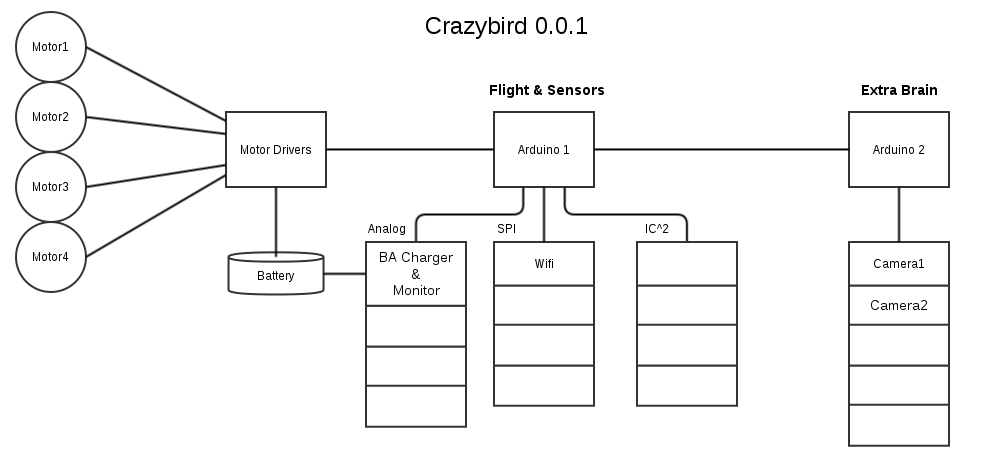 Crazybird 0.0.1
Motor1
Motor2
Motor3
Motor4
Motor Drivers
Battery
Flight & Sensors
Arduino 1
Extra Brain
Arduino 2
Analog
BA Charger
&
Monitor
SPI
Wifi
IC^2
Camera1
Camera2